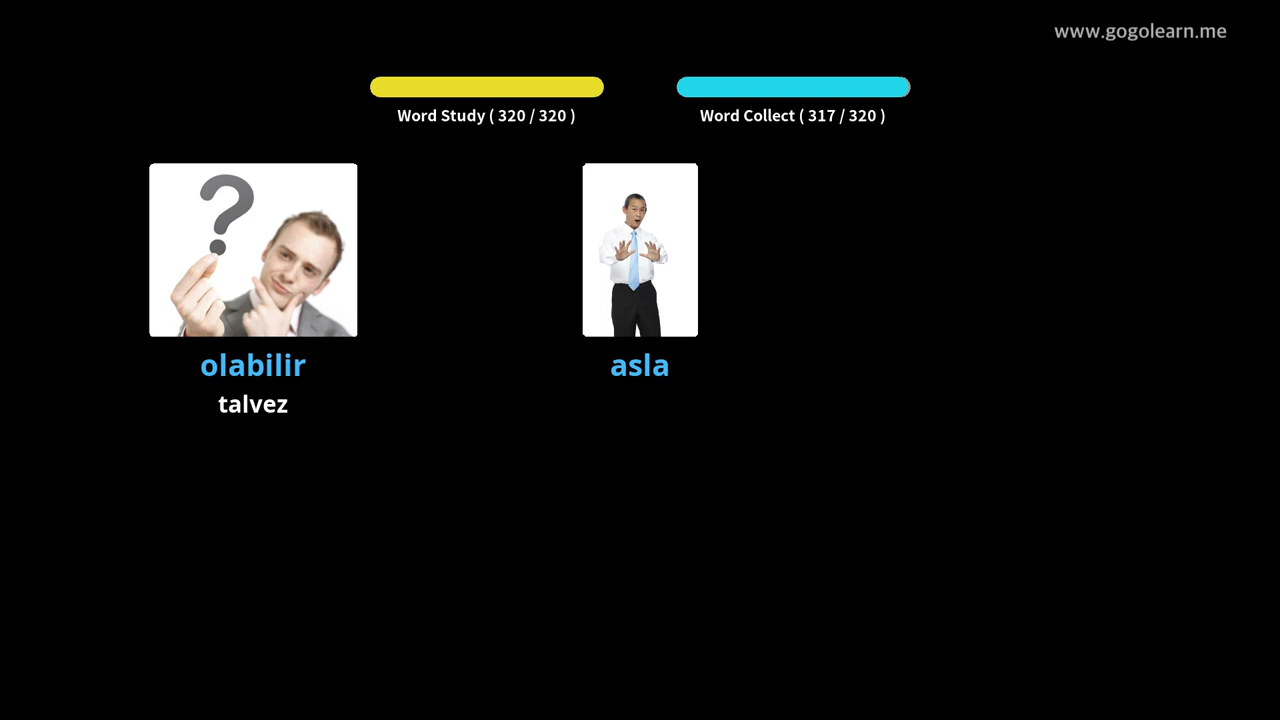 www.gogolearn.me
Word Study ( 320 / 320 )
Word Collect ( 317 / 320 )
?
olabilir
asla
talvez